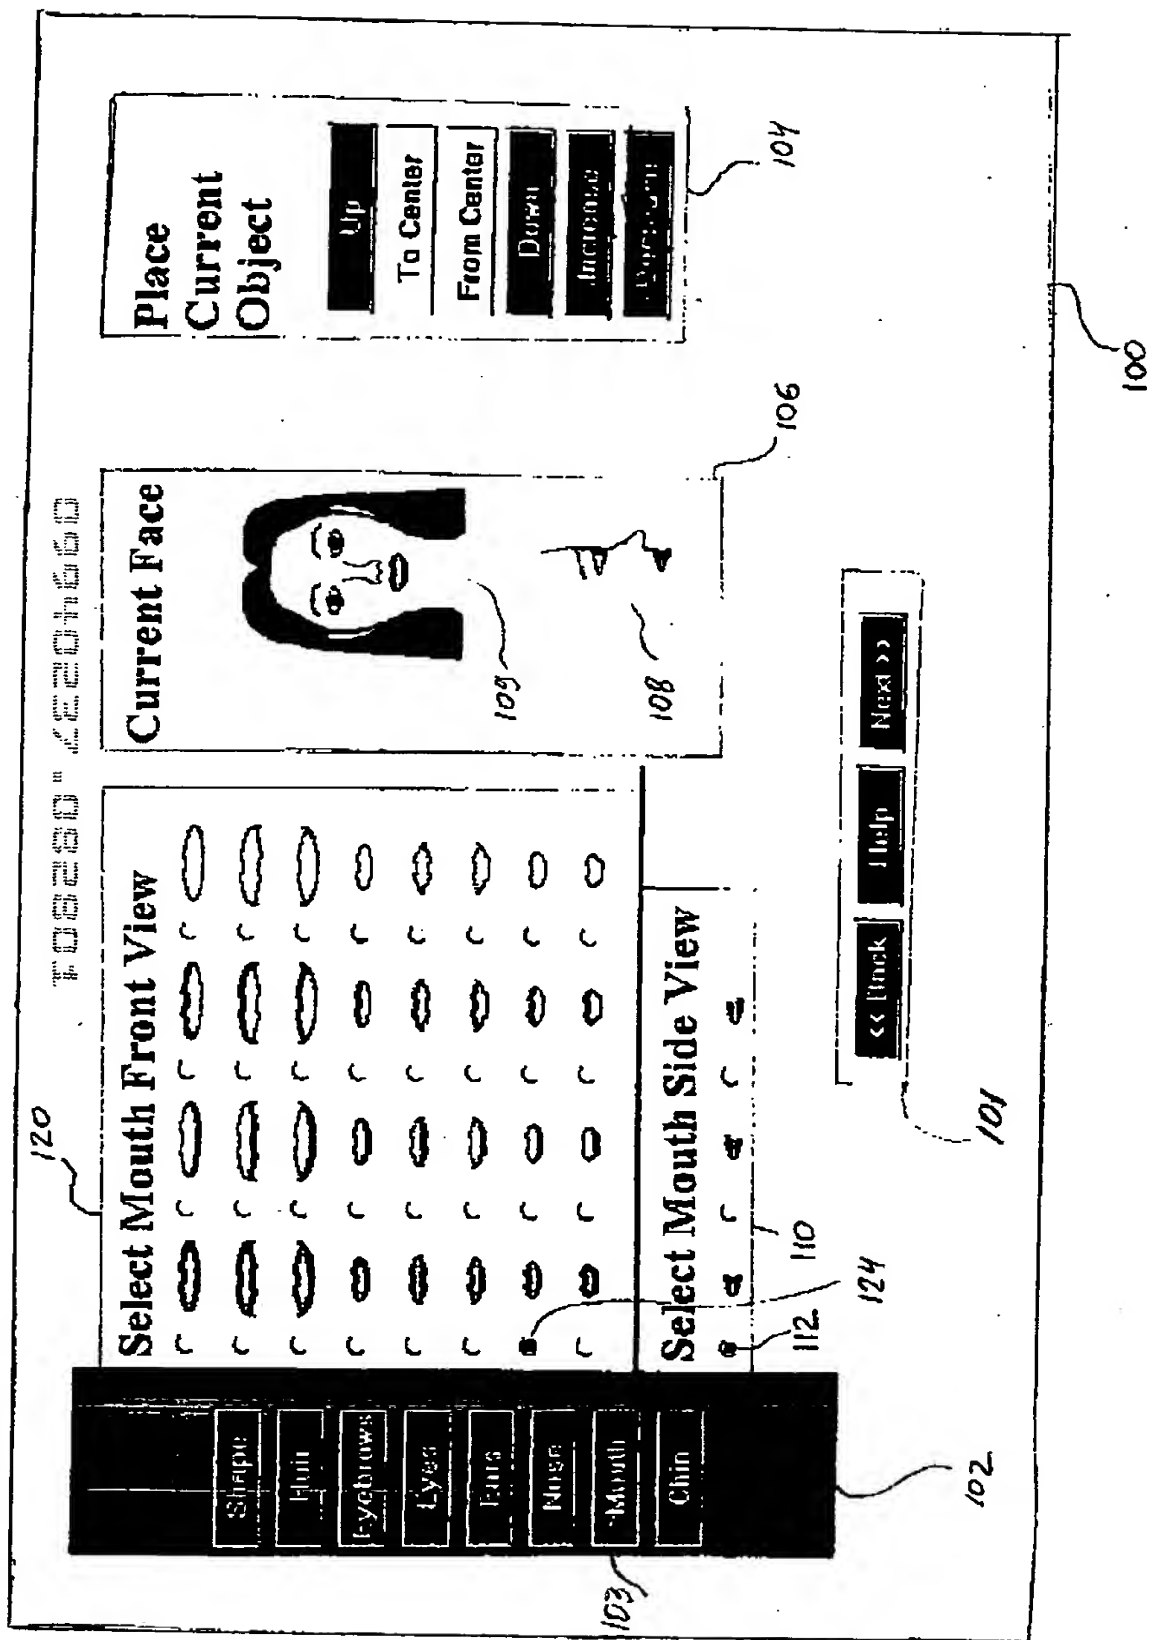 120
Select Mouth Front View
Select Mouth Side View
124
112
110
Shape
Hair
Eyebrows
Eyes
Ears
Nose
*Mouth
Chin
103
102
Current Face
109
108
106
Place
Current
Object
Up
To Center
From Center
Down
Increase
104
<< Back
Help
Next >>
101
100